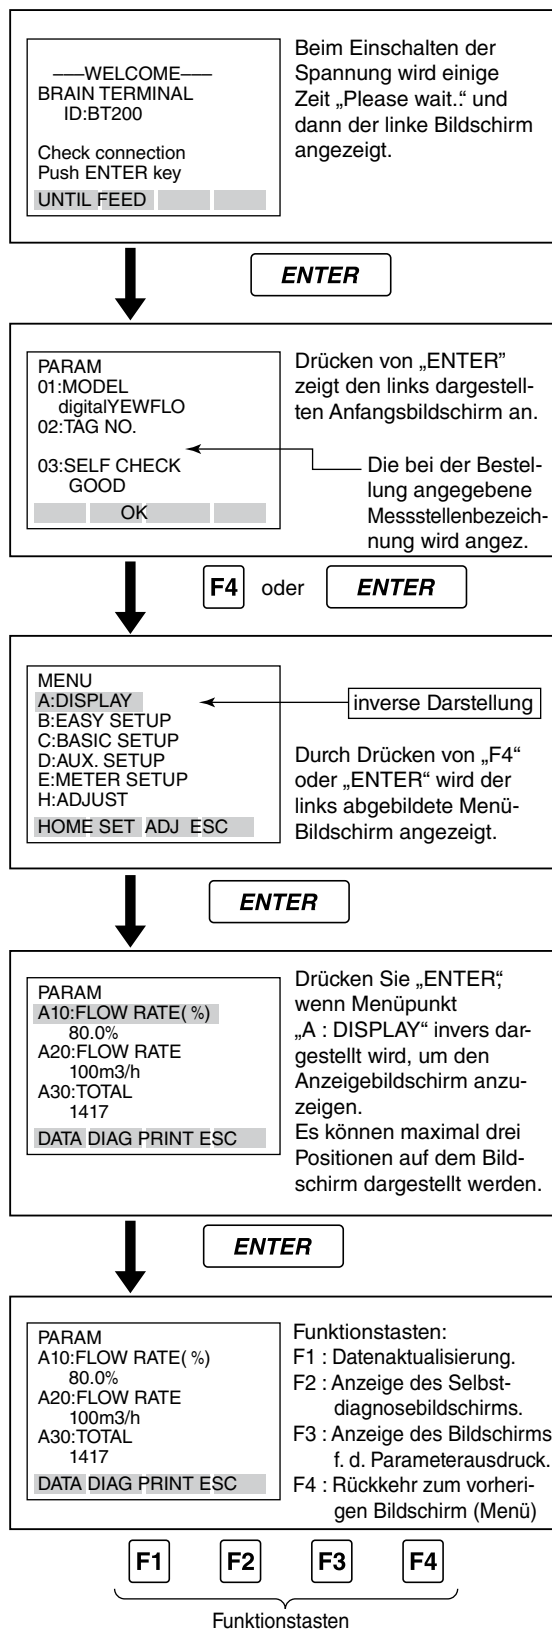 –––WELCOME–––
BRAIN TERMINAL
ID:BT200
Check connection
Push ENTER key
UNTIL FEED
Beim Einschalten der
Spannung wird einige
Zeit „Please wait..“ und
dann der linke Bildschirm
angezeigt.
ENTER
PARAM
01:MODEL
digitalYEWFLO
02:TAG NO.
03:SELF CHECK
GOOD
OK
Drücken von „ENTER”
zeigt den links dargestell-
ten Anfangsbildschirm an.
Die bei der Bestel-
lung angegebene
Messstellenbezeich-
nung wird angez.
F4 oder ENTER
MENU
A:DISPLAY
B:EASY SETUP
C:BASIC SETUP
D:AUX. SETUP
E:METER SETUP
H:ADJUST
HOME SET ADJ ESC
inverse Darstellung
Durch Drücken von „F4“
oder „ENTER“ wird der
links abgebildete Menü-
Bildschirm angezeigt.
ENTER
PARAM
A10:FLOW RATE( %)
80.0%
A20:FLOW RATE
100m3/h
A30:TOTAL
1417
DATA DIAG PRINT ESC
Drücken Sie „ENTER“,
wenn Menüpunkt
„A : DISPLAY“ invers dar-
gestellt wird, um den
Anzeigebildschirm anzu-
zeigen.
Es können maximal drei
Positionen auf dem Bild-
schirm dargestellt werden.
ENTER
PARAM
A10:FLOW RATE( %)
80.0%
A20:FLOW RATE
100m3/h
A30:TOTAL
1417
DATA DIAG PRINT ESC
Funktionstasten:
F1 : Datenaktualisierung.
F2 : Anzeige des Selbst-
diagnosebildschirms.
F3 : Anzeige des Bildschirms
f. d. Parameterausdruck.
F4 : Rückkehr zum vorheri-
gen Bildschirm (Menü)
F1 F2 F3 F4
Funktionstasten